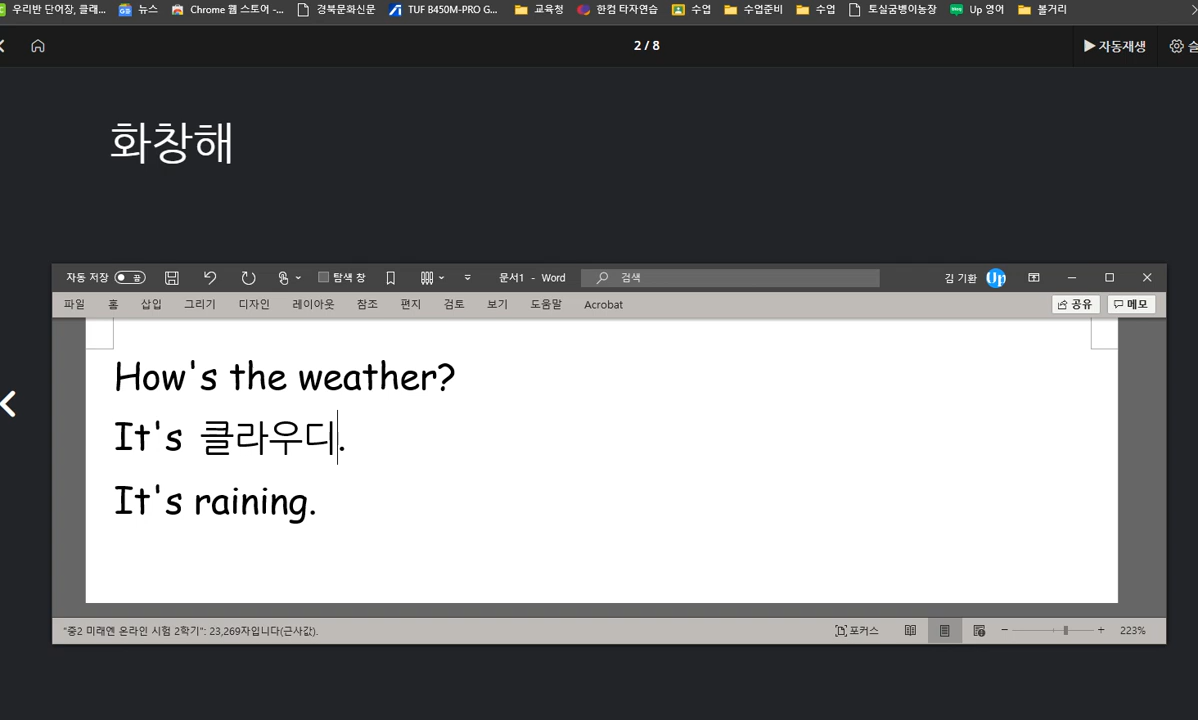 우리반 단어장, 클래... 뉴스 Chrome 웹 스토어 -... 경북문화신문 TUF B450M-PRO G... 교육청 한컴 타자연습 수업 수업준비 수업 토실굼벵이농장 Up 영어 볼거리
2 / 8 ▶자동재생 슬
화창해
자동 저장 끔 탐색 창 문서1 - Word 검색 김 기환 Up
파일 홈 삽입 그리기 디자인 레이아웃 참조 편지 검토 보기 도움말 Acrobat 공유 메모
How's the weather?
It's 클라우디.
It's raining.
"중2 미래엔 온라인 시험 2학기": 23,269자입니다(근사값). 포커스 223%